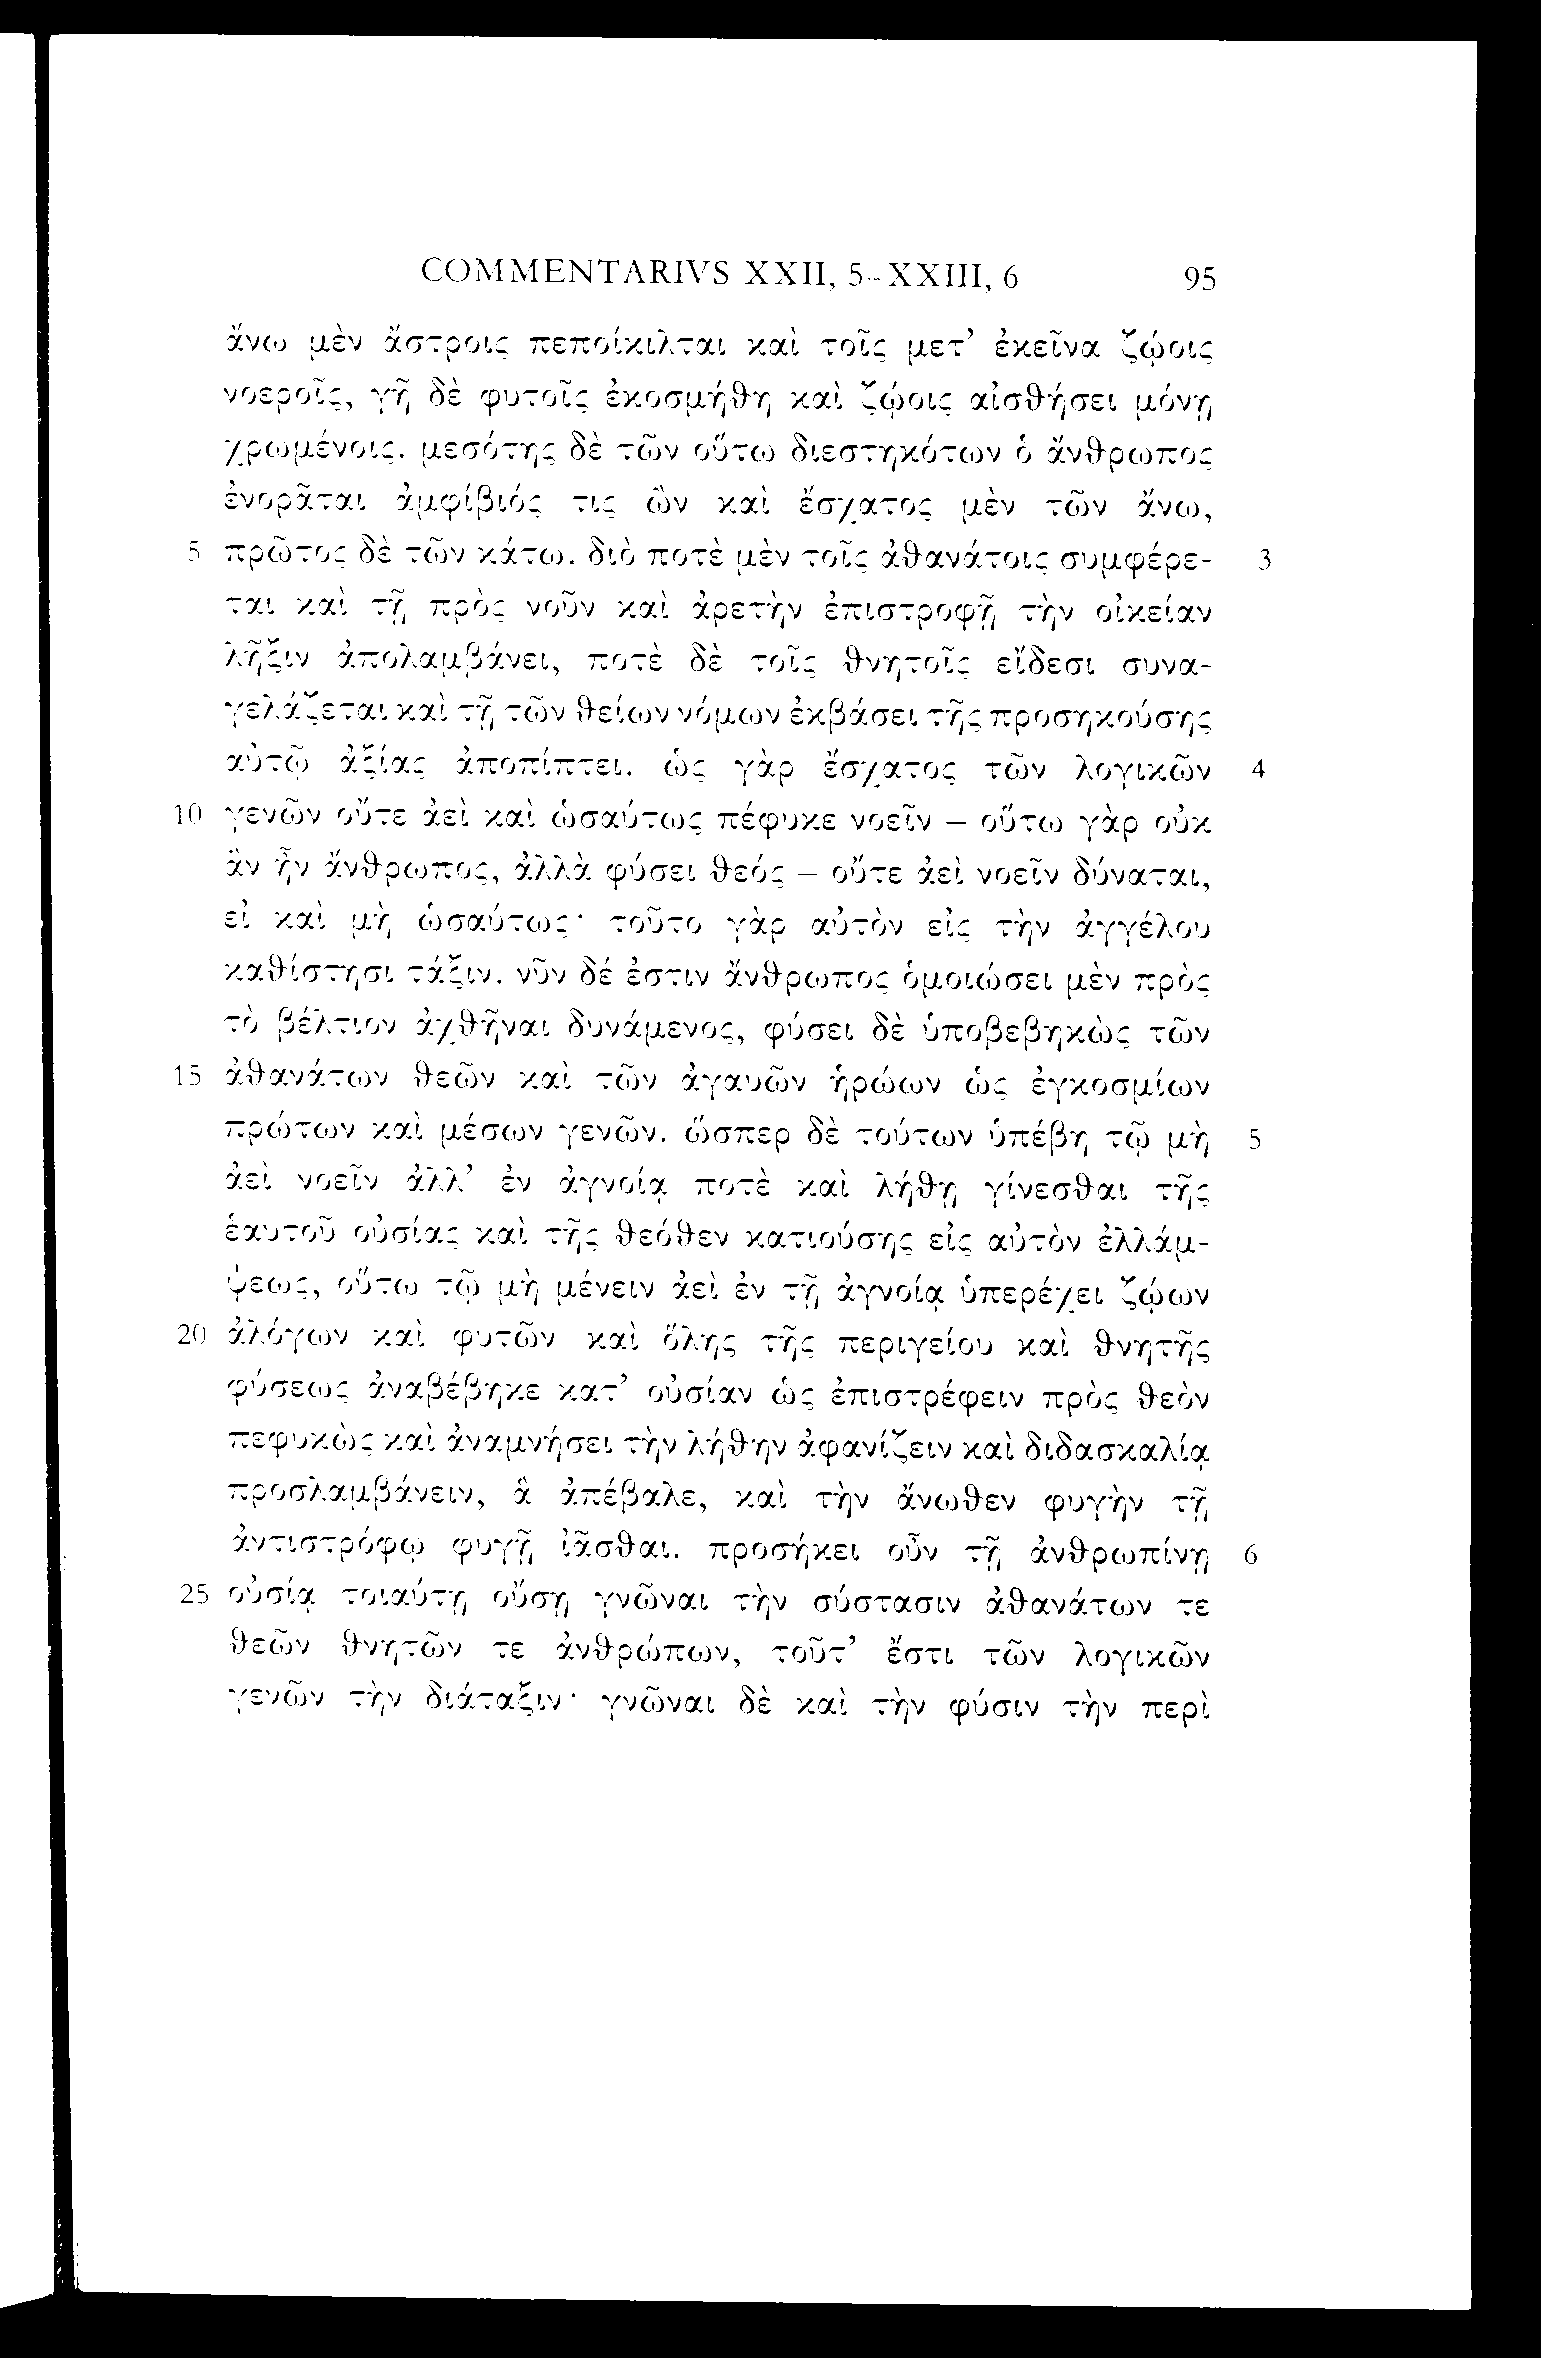 COMMENTARIVS XXII, 5–XXIII, 6 95
ἄνω μὲν ἄστροις πεποίκιλται καὶ τοῖς μετ’ ἐκεῖνα ζῴοις
νοεροῖς, γῆ δὲ φυτοῖς ἐκοσμήθη καὶ ζῴοις αἰσθήσει μόνῃ
χρωμένοις. μεσότης δὲ τῶν οὕτω διεστηκότων ὁ ἄνθρωπος
ἐνορᾶται ἀμφίβιός τις ὢν καὶ ἔσχατος μὲν τῶν ἄνω,
5 πρῶτος δὲ τῶν κάτω. διὸ ποτὲ μὲν τοῖς ἀθανάτοις συμφέρε- 3
ται καὶ τῇ πρὸς νοῦν καὶ ἀρετὴν ἐπιστροφῇ τὴν οἰκείαν
λῆξιν ἀπολαμβάνει, ποτὲ δὲ τοῖς θνητοῖς εἴδεσι συνα-
γελάζεται καὶ τῇ τῶν θείων νόμων ἐκβάσει τῆς προσηκούσης
αὐτῷ ἀξίας ἀποπίπτει. ὡς γὰρ ἔσχατος τῶν λογικῶν 4
10 γενῶν οὔτε ἀεὶ καὶ ὡσαύτως πέφυκε νοεῖν – οὕτω γὰρ οὐκ
ἂν ἦν ἄνθρωπος, ἀλλὰ φύσει θεός – οὔτε ἀεὶ νοεῖν δύναται,
εἰ καὶ μὴ ὡσαύτως· τοῦτο γὰρ αὐτὸν εἰς τὴν ἀγγέλου
καθίστησι τάξιν. νῦν δέ ἐστιν ἄνθρωπος ὁμοιώσει μὲν πρὸς
τὸ βέλτιον ἀχθῆναι δυνάμενος, φύσει δὲ ὑποβεβηκὼς τῶν
15 ἀθανάτων θεῶν καὶ τῶν ἀγαυῶν ἡρώων ὡς ἐγκοσμίων
πρώτων καὶ μέσων γενῶν. ὥσπερ δὲ τούτων ὑπέβη τῷ μὴ 5
ἀεὶ νοεῖν ἀλλ’ ἐν ἀγνοίᾳ ποτὲ καὶ λήθῃ γίνεσθαι τῆς
ἑαυτοῦ οὐσίας καὶ τῆς θεόθεν κατιούσης εἰς αὐτὸν ἐλλάμ-
ψεως, οὕτω τῷ μὴ μένειν ἀεὶ ἐν τῇ ἀγνοίᾳ ὑπερέχει ζῴων
20 ἀλόγων καὶ φυτῶν καὶ ὅλης τῆς περιγείου καὶ θνητῆς
φύσεως ἀναβέβηκε κατ’ οὐσίαν ὡς ἐπιστρέφειν πρὸς θεὸν
πεφυκὼς καὶ ἀναμνήσει τὴν λήθην ἀφανίζειν καὶ διδασκαλίᾳ
προσλαμβάνειν, ἃ ἀπέβαλε, καὶ τὴν ἄνωθεν φυγὴν τῇ
ἀντιστρόφῳ φυγῇ ἰᾶσθαι. προσήκει οὖν τῇ ἀνθρωπίνῃ 6
25 οὐσίᾳ τοιαύτῃ οὔσῃ γνῶναι τὴν σύστασιν ἀθανάτων τε
θεῶν θνητῶν τε ἀνθρώπων, τοῦτ’ ἔστι τῶν λογικῶν
γενῶν τὴν διάταξιν· γνῶναι δὲ καὶ τὴν φύσιν τὴν περὶ